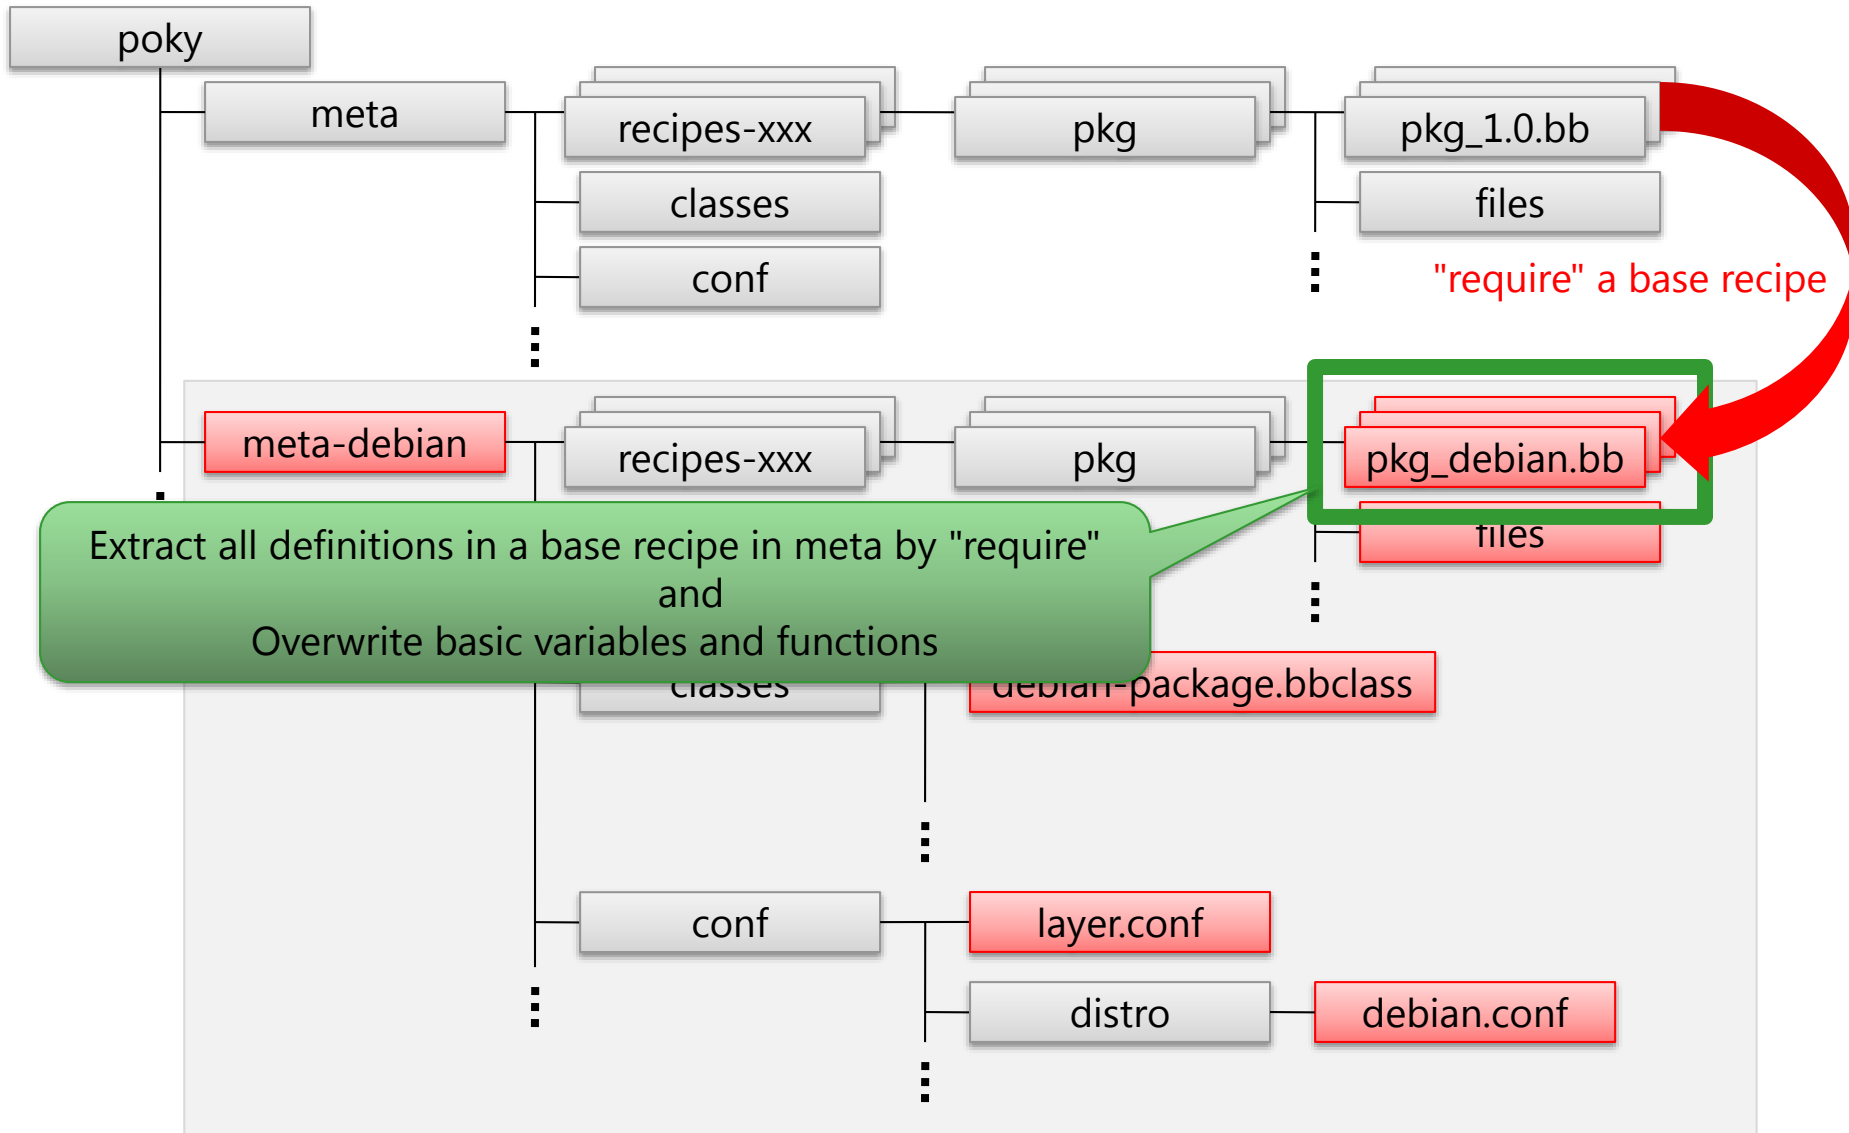 poky
meta
recipes-xxx
pkg
pkg_1.0.bb
classes
files
conf
"require" a base recipe
meta-debian
recipes-xxx
pkg
pkg_debian.bb
files
Extract all definitions in a base recipe in meta by "require"
and
Overwrite basic variables and functions
classes
debian-package.bbclass
conf
layer.conf
distro
debian.conf